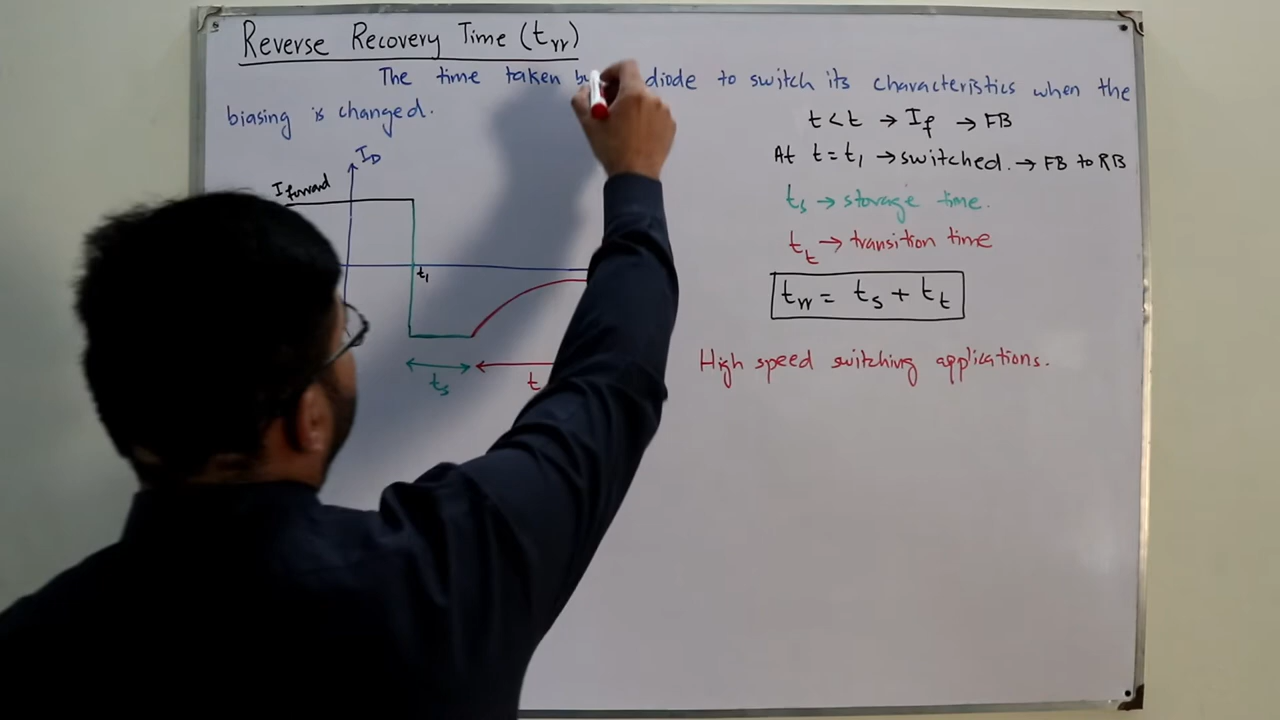 Reverse Recovery Time (trr)
The time taken by diode to switch its characteristics when the
biasing is changed.
t < t → If → FB
At t = t1 → switched. → FB to RB
ts → storage time.
tt → transition time
trr = ts + tt
High speed switching applications.
ID
Iforward
t1
ts
t